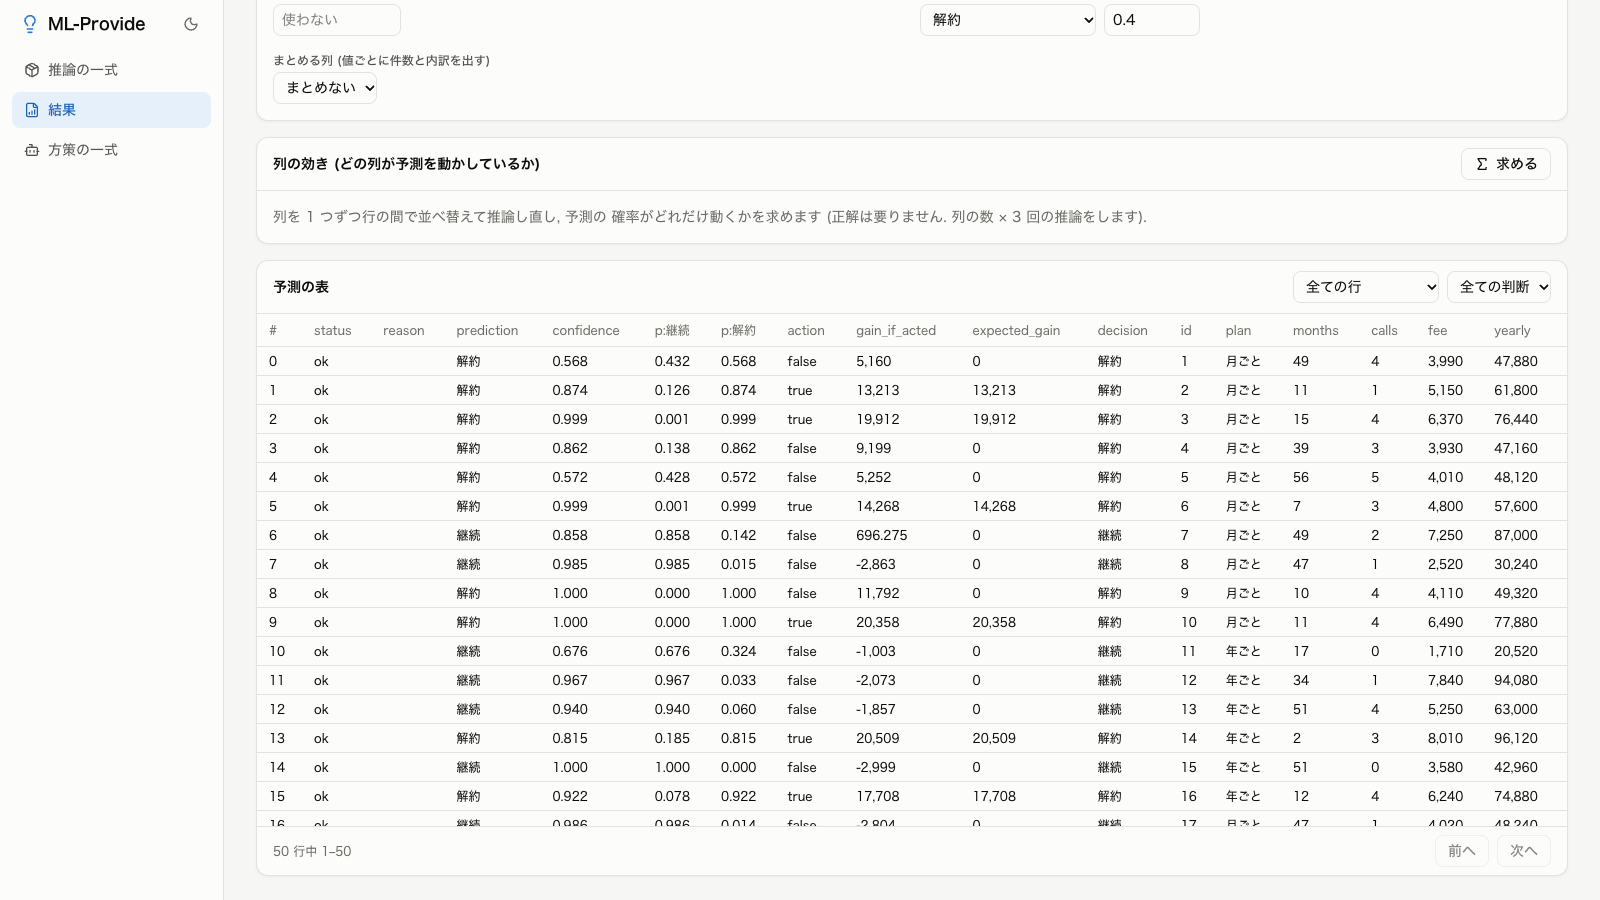 ML-Provide
推論の一式
結果
方策の一式
使わない
解約
0.4
まとめる列 (値ごとに件数と内訳を出す)
まとめない
列の効き (どの列が予測を動かしているか)
求める
列を 1 つずつ行の間で並べ替えて推論し直し, 予測の 確率がどれだけ動くかを求めます (正解は要りません. 列の数 × 3 回の推論をします).
予測の表
全ての行
全ての判断
# status reason prediction confidence p:継続 p:解約 action gain_if_acted expected_gain decision id plan months calls fee yearly
0 ok 解約 0.568 0.432 0.568 false 5,160 0 解約 1 月ごと 49 4 3,990 47,880
1 ok 解約 0.874 0.126 0.874 true 13,213 13,213 解約 2 月ごと 11 1 5,150 61,800
2 ok 解約 0.999 0.001 0.999 true 19,912 19,912 解約 3 月ごと 15 4 6,370 76,440
3 ok 解約 0.862 0.138 0.862 false 9,199 0 解約 4 月ごと 39 3 3,930 47,160
4 ok 解約 0.572 0.428 0.572 false 5,252 0 解約 5 月ごと 56 5 4,010 48,120
5 ok 解約 0.999 0.001 0.999 true 14,268 14,268 解約 6 月ごと 7 3 4,800 57,600
6 ok 継続 0.858 0.858 0.142 false 696.275 0 継続 7 月ごと 49 2 7,250 87,000
7 ok 継続 0.985 0.985 0.015 false -2,863 0 継続 8 月ごと 47 1 2,520 30,240
8 ok 解約 1.000 0.000 1.000 false 11,792 0 解約 9 月ごと 10 4 4,110 49,320
9 ok 解約 1.000 0.000 1.000 true 20,358 20,358 解約 10 月ごと 11 4 6,490 77,880
10 ok 継続 0.676 0.676 0.324 false -1,003 0 継続 11 年ごと 17 0 1,710 20,520
11 ok 継続 0.967 0.967 0.033 false -2,073 0 継続 12 年ごと 34 1 7,840 94,080
12 ok 継続 0.940 0.940 0.060 false -1,857 0 継続 13 年ごと 51 4 5,250 63,000
13 ok 解約 0.815 0.185 0.815 true 20,509 20,509 解約 14 年ごと 2 3 8,010 96,120
14 ok 継続 1.000 1.000 0.000 false -2,999 0 継続 15 年ごと 51 0 3,580 42,960
15 ok 解約 0.922 0.078 0.922 true 17,708 17,708 解約 16 年ごと 12 4 6,240 74,880
16 ok 継続 0.986 0.986 0.014 false -2,804 0 継続 17 月ごと 47 1 4,020 48,240
50 行中 1–50
前へ
次へ